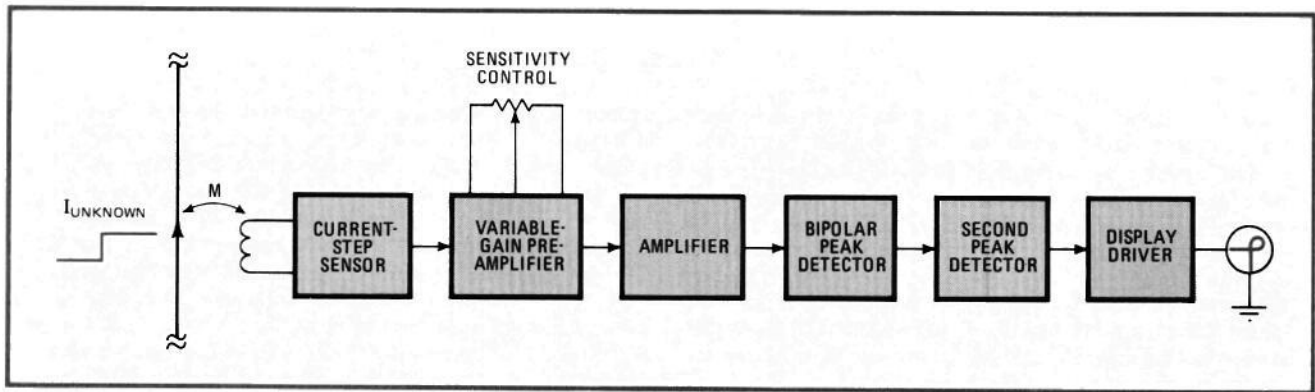 SENSITIVITY
CONTROL
M
IUNKNOWN
CURRENT-
STEP
SENSOR
VARIABLE-
GAIN PRE-
AMPLIFIER
AMPLIFIER
BIPOLAR
PEAK
DETECTOR
SECOND
PEAK
DETECTOR
DISPLAY
DRIVER